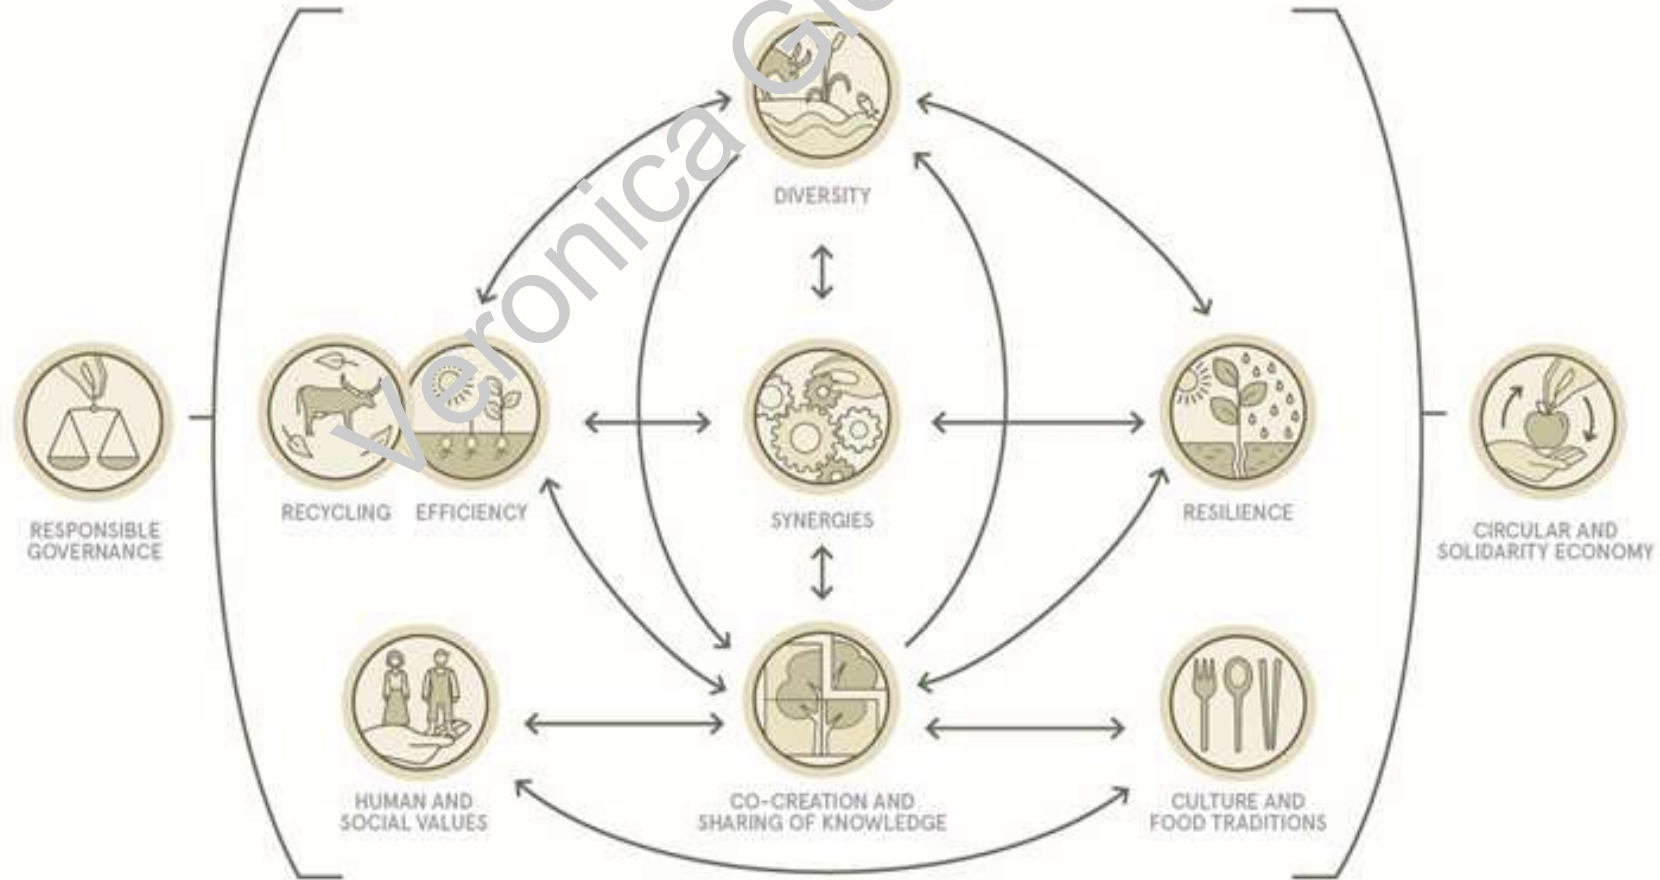 Veronica
DIVERSITY
RECYCLING
EFFICIENCY
SYNERGIES
RESILIENCE
RESPONSIBLE
GOVERNANCE
CIRCULAR AND
SOLIDARITY ECONOMY
HUMAN AND
SOCIAL VALUES
CO-CREATION AND
SHARING OF KNOWLEDGE
CULTURE AND
FOOD TRADITIONS